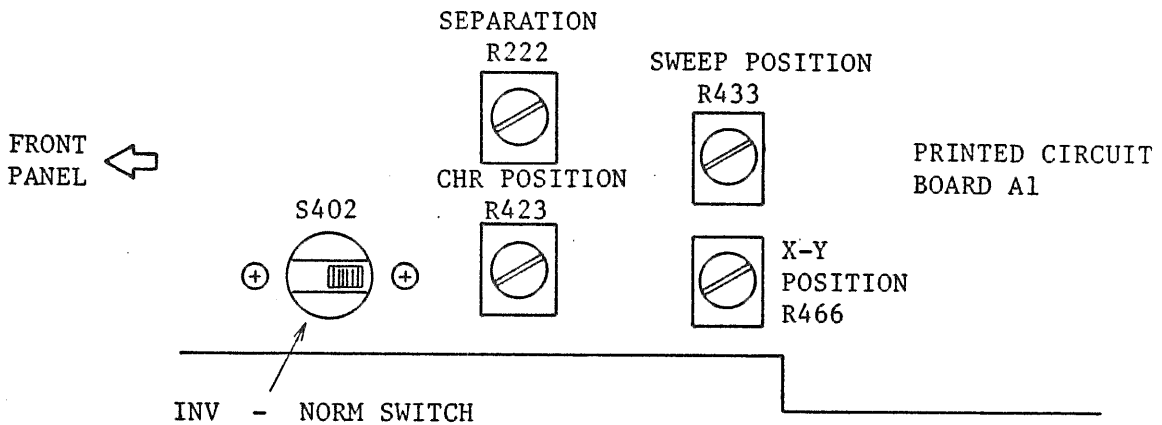 SEPARATION
R222
SWEEP POSITION
R433
FRONT
PANEL
PRINTED CIRCUIT
BOARD A1
CHR POSITION
R423
S402
X-Y
POSITION
R466
INV - NORM SWITCH